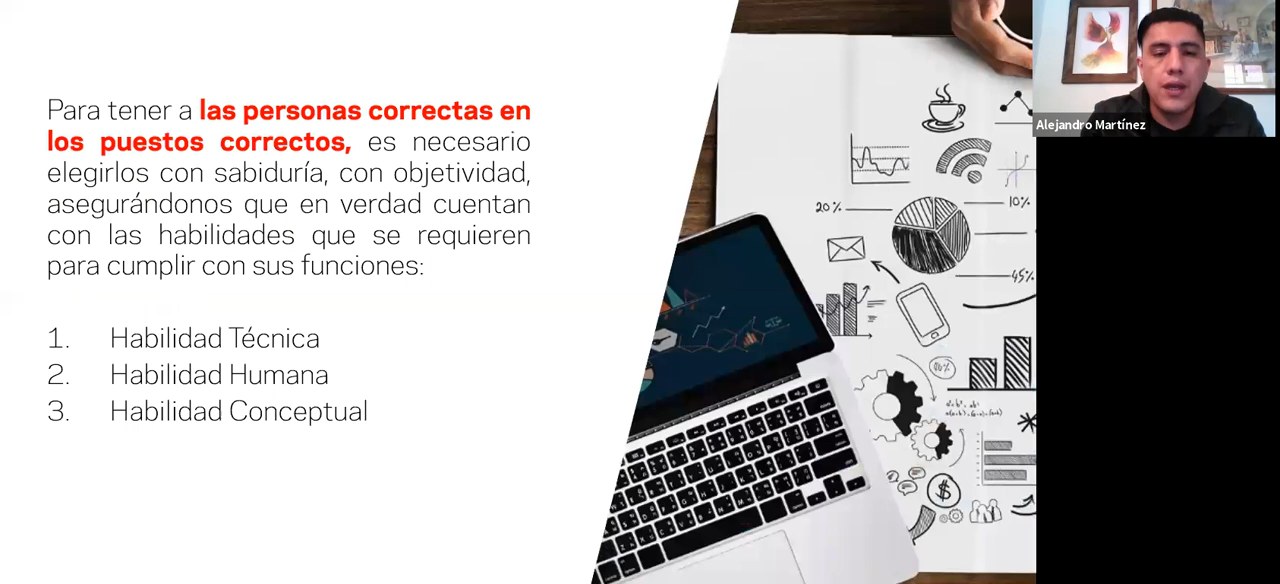 Para tener a las personas correctas en
los puestos correctos, es necesario
elegirlos con sabiduría, con objetividad,
asegurándonos que en verdad cuentan
con las habilidades que se requieren
para cumplir con sus funciones:
1. Habilidad Técnica
2. Habilidad Humana
3. Habilidad Conceptual
Alejandro Martínez
20%
10%
45%
$